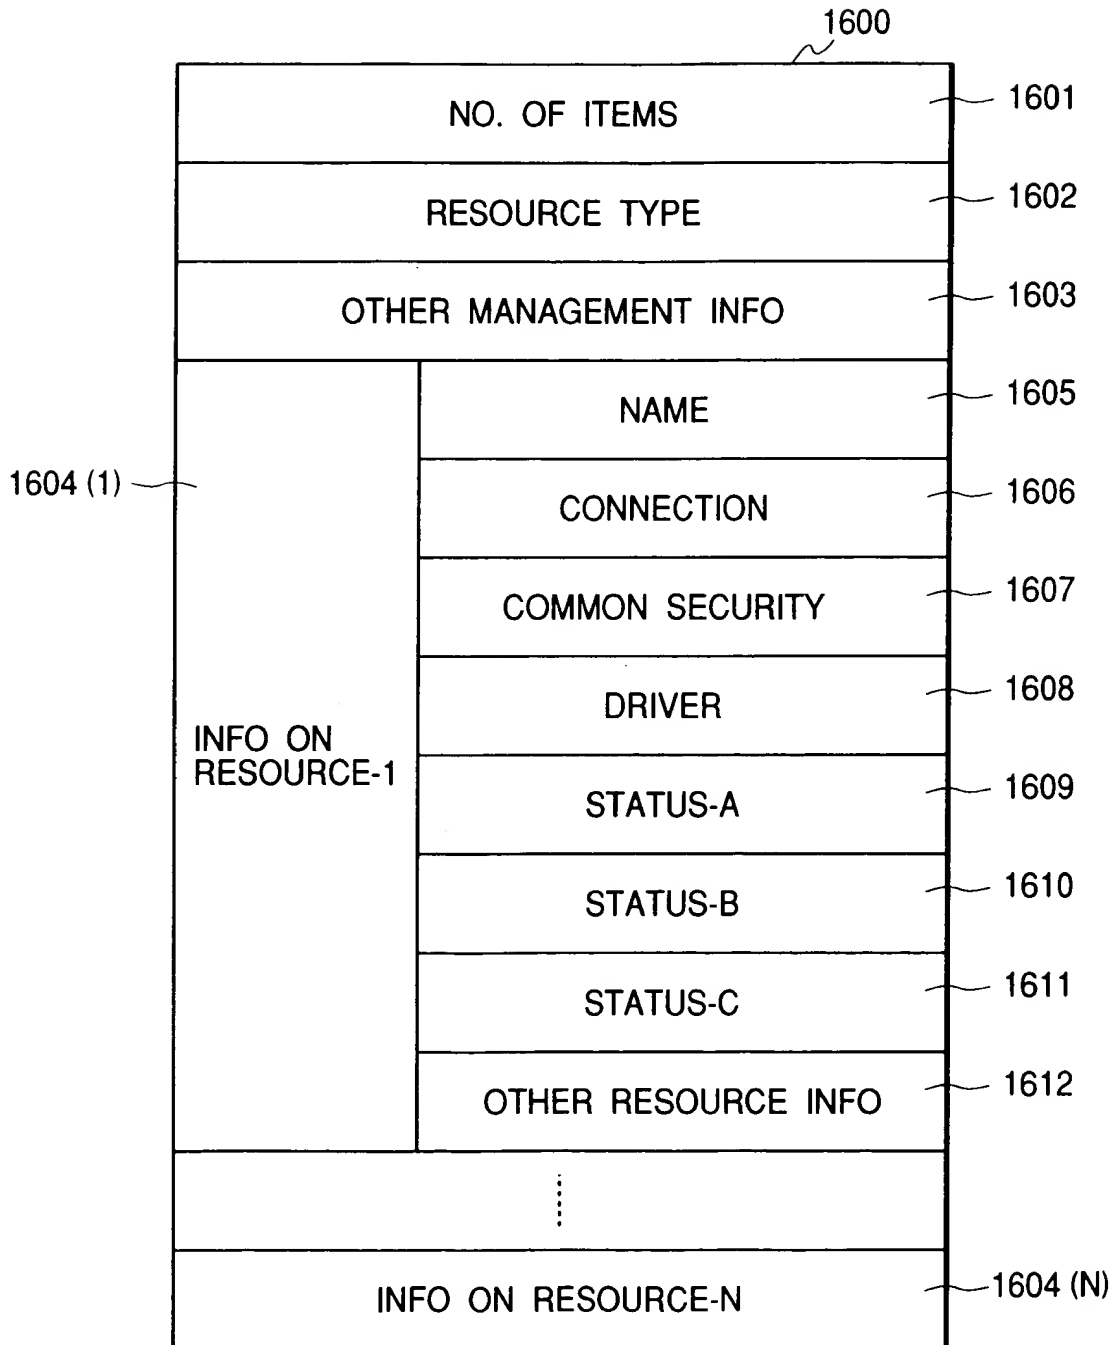 1600
NO. OF ITEMS
1601
RESOURCE TYPE
1602
OTHER MANAGEMENT INFO
1603
NAME
1605
1604 (1)
CONNECTION
1606
COMMON SECURITY
1607
DRIVER
1608
INFO ON
RESOURCE-1
STATUS-A
1609
STATUS-B
1610
STATUS-C
1611
OTHER RESOURCE INFO
1612
INFO ON RESOURCE-N
1604 (N)